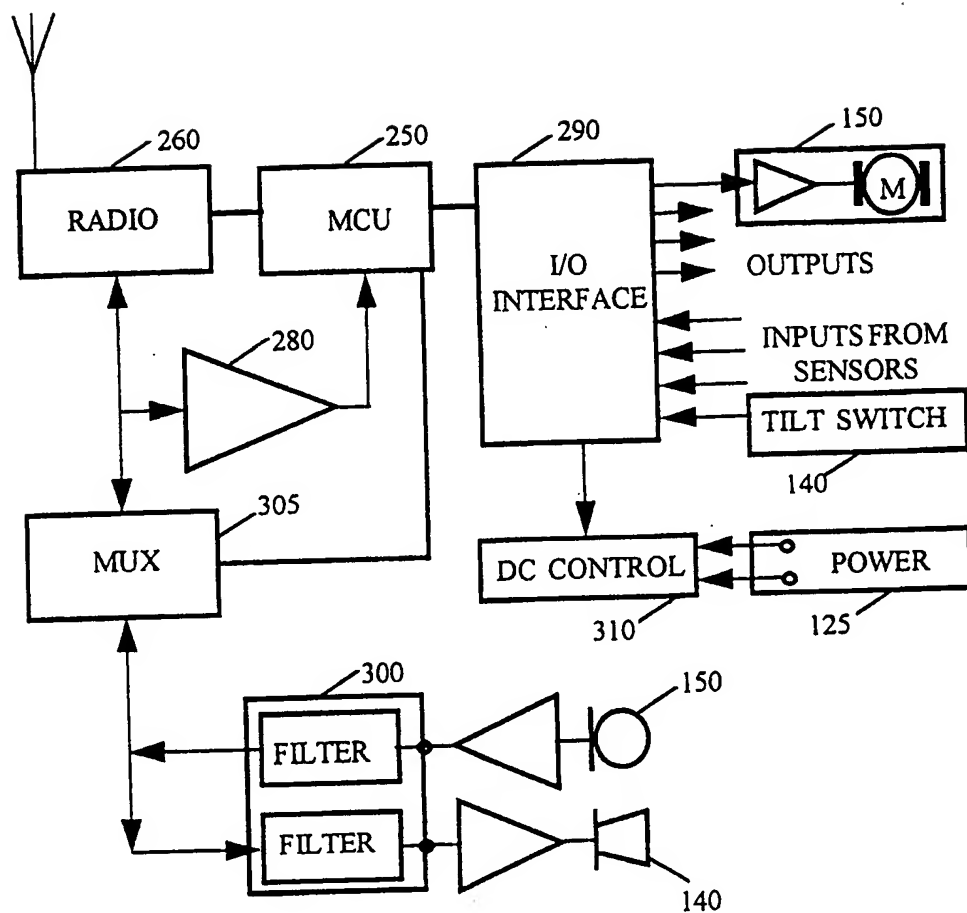 260
250
290
150
RADIO
MCU
M
I/O
INTERFACE
OUTPUTS
280
INPUTS FROM
SENSORS
TILT SWITCH
140
305
MUX
DC CONTROL
POWER
310
125
300
150
FILTER
FILTER
140